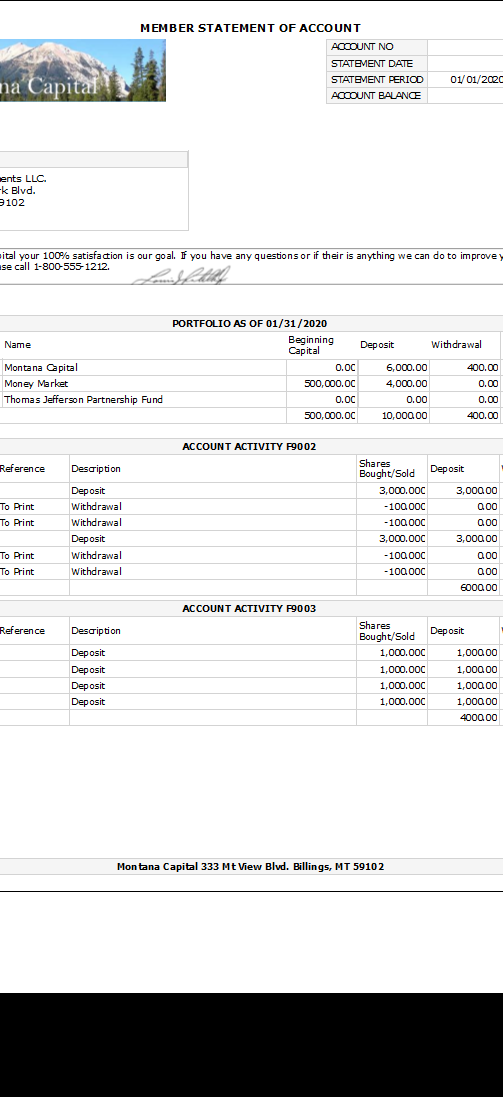 MEMBER STATEMENT OF ACCOUNT
na Capital
ACCOUNT NO
STATEMENT DATE
STATEMENT PERIOD 01/01/2020
ACCOUNT BALANCE
ents LLC.
rk Blvd.
9102
ital your 100% satisfaction is our goal. If you have any questions or if their is anything we can do to improve y
se call 1-800-555-1212.
PORTFOLIO AS OF 01/31/2020
Name Beginning Capital Deposit Withdrawal
Montana Capital 0.00 6,000.00 400.00
Money Market 500,000.00 4,000.00 0.00
Thomas Jefferson Partnership Fund 0.00 0.00 0.00
500,000.00 10,000.00 400.00
ACCOUNT ACTIVITY F9002
Reference Description Shares Bought/Sold Deposit
Deposit 3,000.000 3,000.00
To Print Withdrawal -100.000 0.00
To Print Withdrawal -100.000 0.00
Deposit 3,000.000 3,000.00
To Print Withdrawal -100.000 0.00
To Print Withdrawal -100.000 0.00
6000.00
ACCOUNT ACTIVITY F9003
Reference Description Shares Bought/Sold Deposit
Deposit 1,000.000 1,000.00
Deposit 1,000.000 1,000.00
Deposit 1,000.000 1,000.00
Deposit 1,000.000 1,000.00
4000.00
Montana Capital 333 Mt View Blvd. Billings, MT 59102